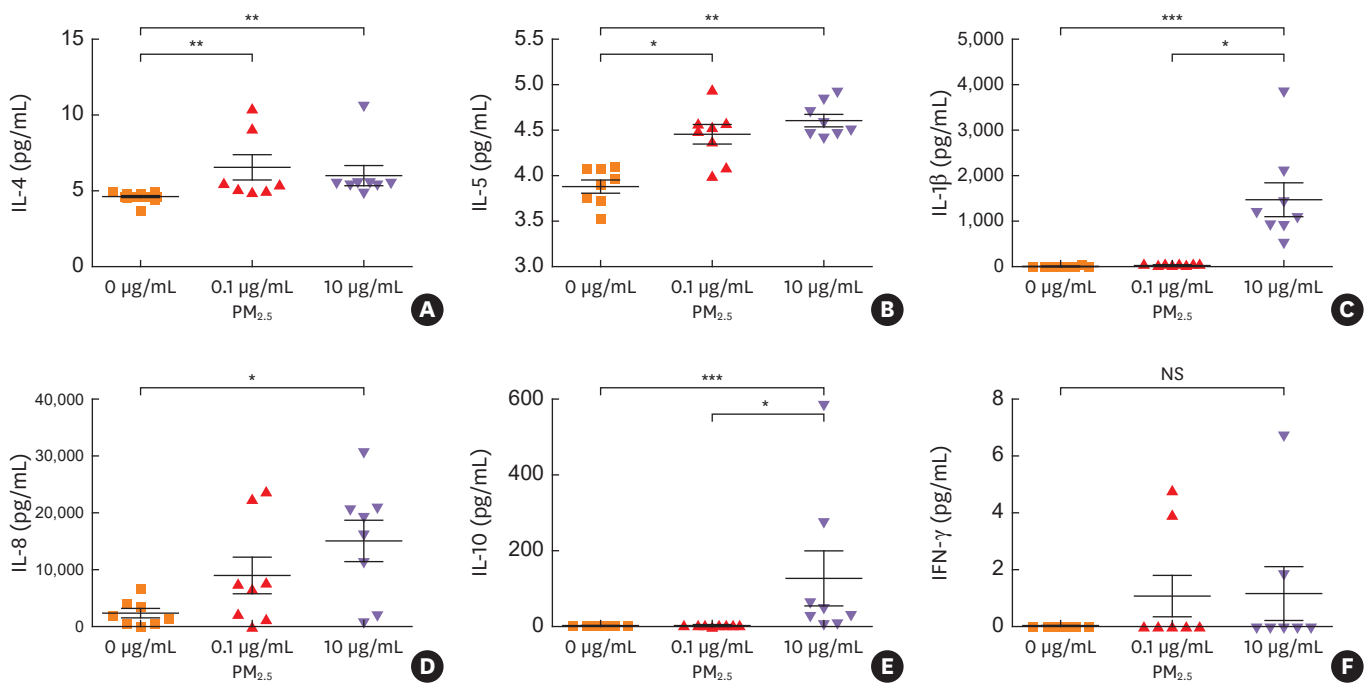 **
**
15
10
5
0
IL-4 (pg/mL)
0 µg/mL 0.1 µg/mL 10 µg/mL
PM2.5
A
**
*
5.5
5.0
4.5
4.0
3.5
3.0
IL-5 (pg/mL)
0 µg/mL 0.1 µg/mL 10 µg/mL
PM2.5
B
***
*
5,000
4,000
3,000
2,000
1,000
0
IL-1β (pg/mL)
0 µg/mL 0.1 µg/mL 10 µg/mL
PM2.5
C
*
40,000
30,000
20,000
10,000
0
IL-8 (pg/mL)
0 µg/mL 0.1 µg/mL 10 µg/mL
PM2.5
D
***
*
600
400
200
0
IL-10 (pg/mL)
0 µg/mL 0.1 µg/mL 10 µg/mL
PM2.5
E
NS
8
6
4
2
0
IFN-γ (pg/mL)
0 µg/mL 0.1 µg/mL 10 µg/mL
PM2.5
F